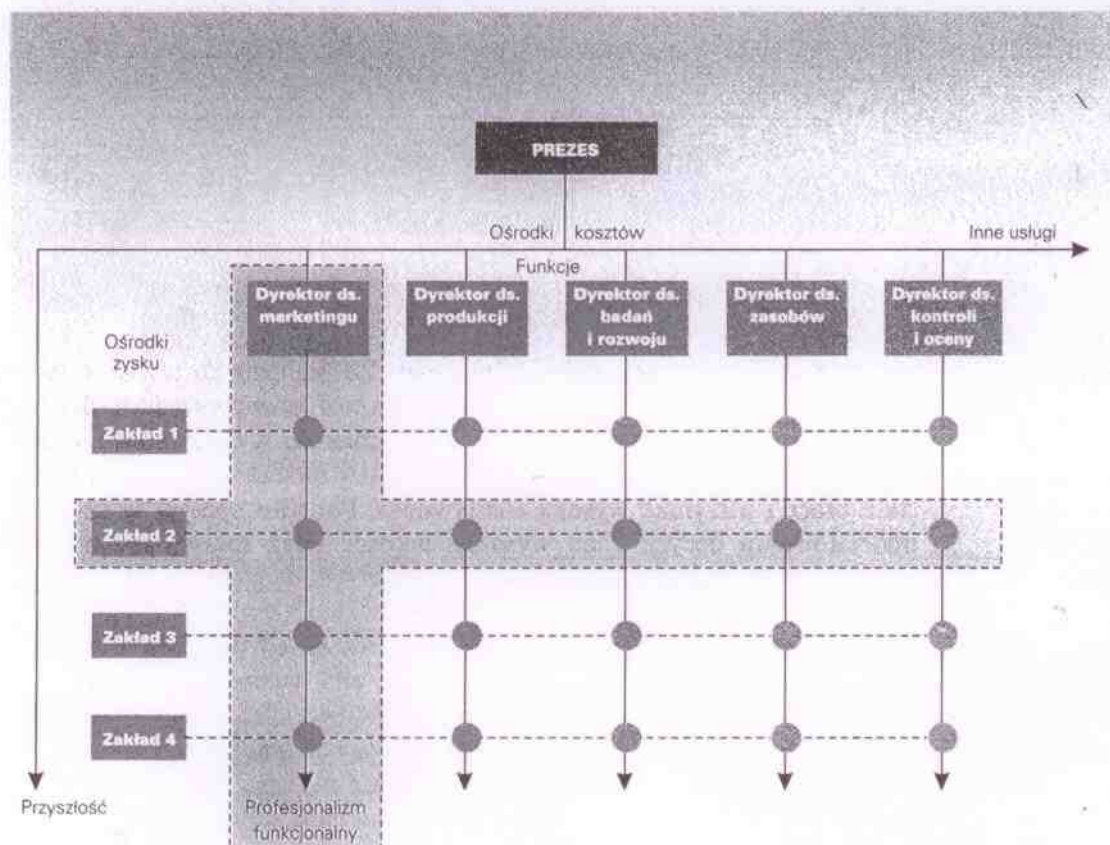 PREZES
Ośrodki kosztów
Inne usługi
Funkcje
Dyrektor ds.
marketingu
Dyrektor ds.
produkcji
Dyrektor ds.
badań
i rozwoju
Dyrektor ds.
zasobów
Dyrektor ds.
kontroli
i oceny
Ośrodki
zysku
Zakład 1
Zakład 2
Zakład 3
Zakład 4
Przyszłość
Profesjonalizm
funkcjonalny